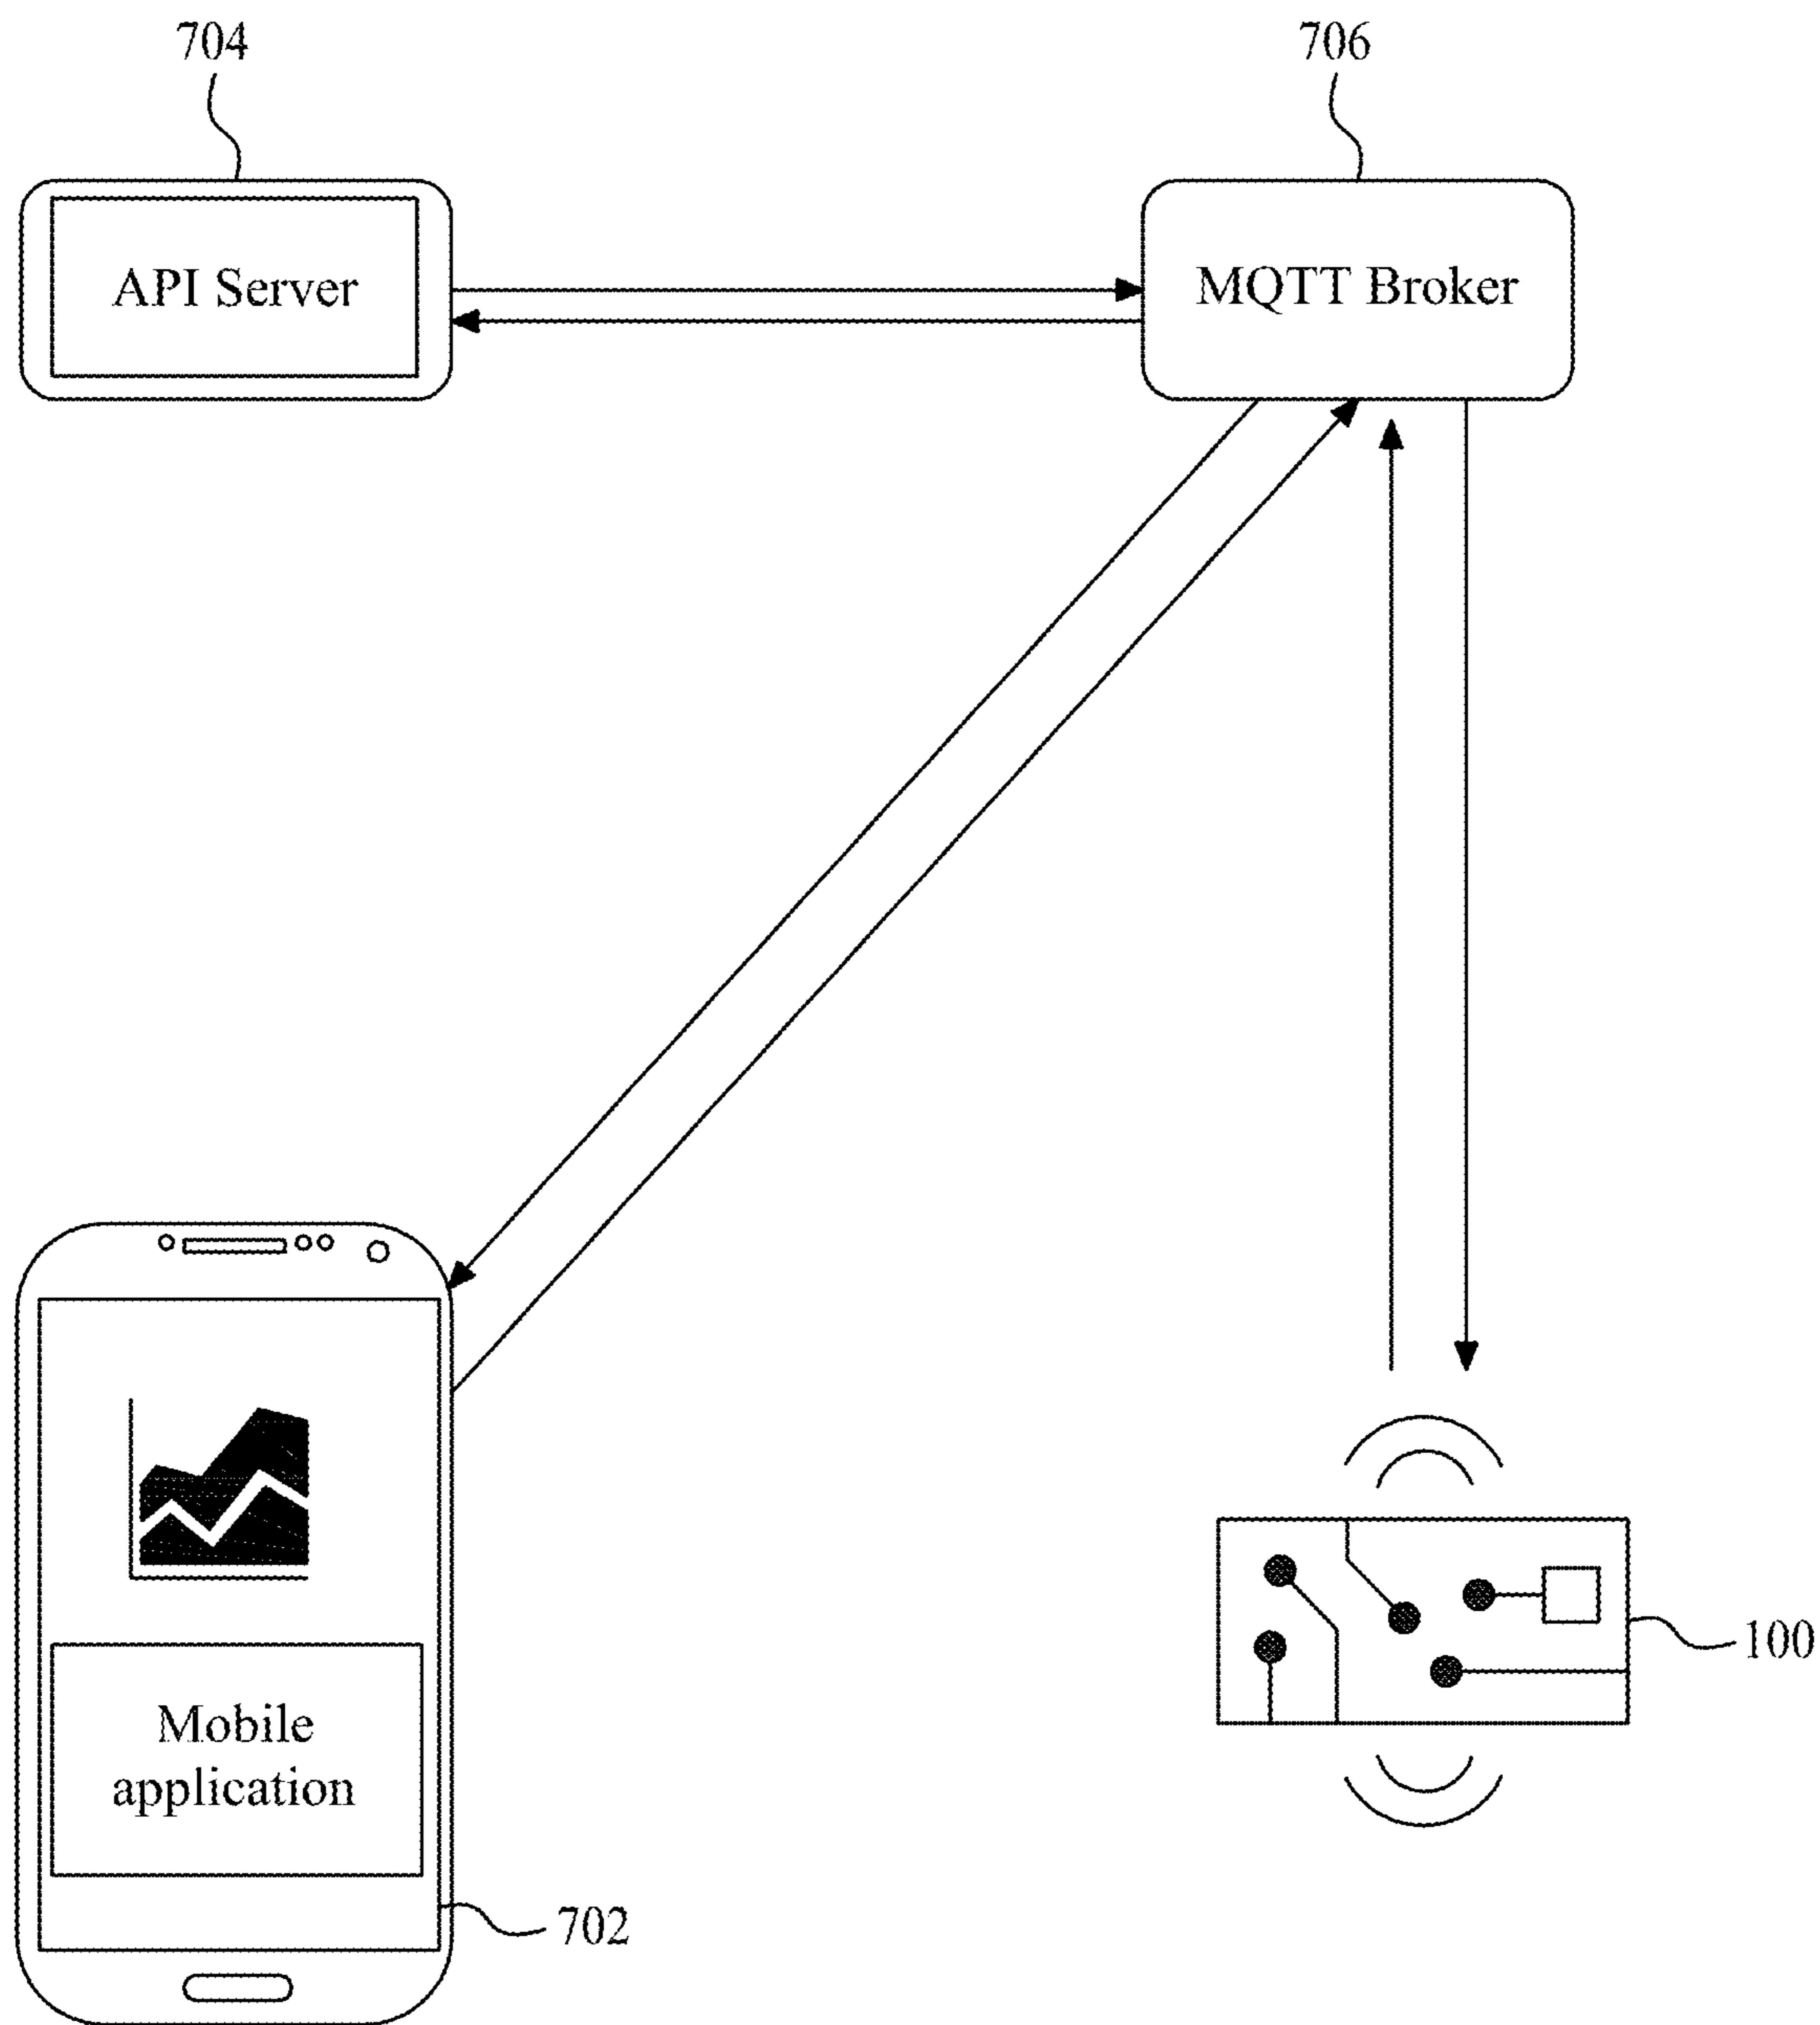 704
706
API Server
MQTT Broker
100
Mobile
application
702